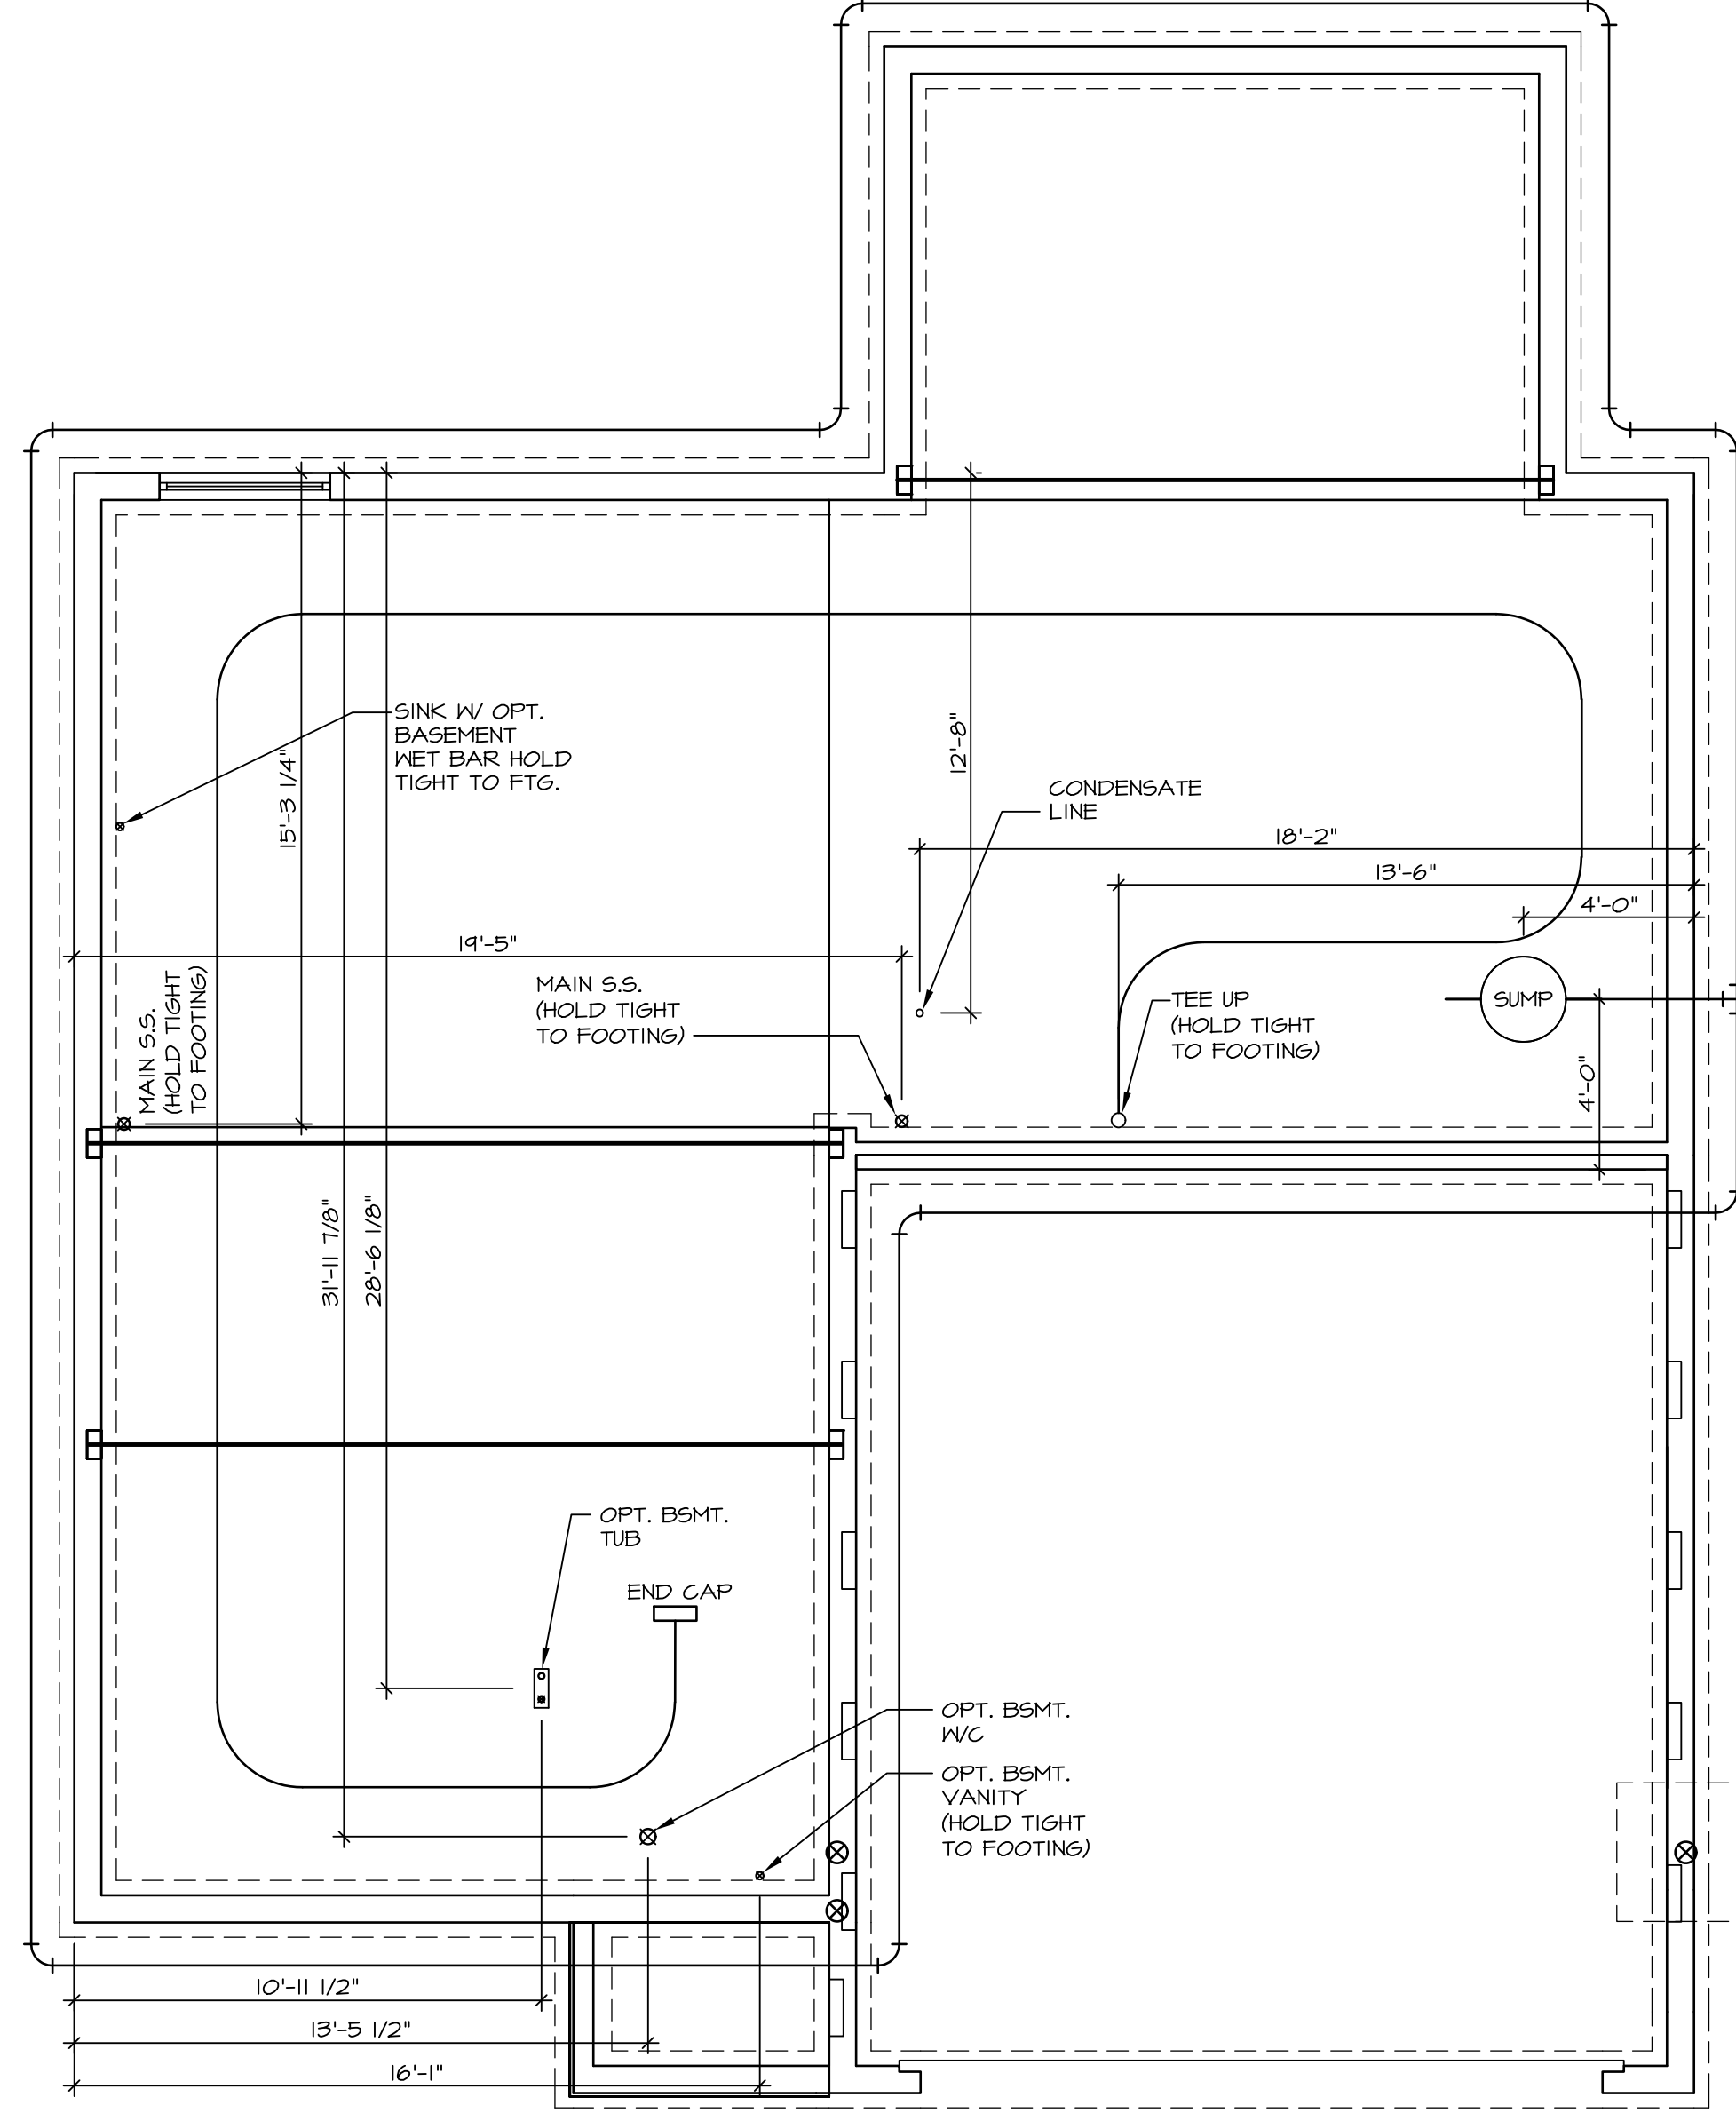 SINK W/ OPT.
BASEMENT
WET BAR HOLD
TIGHT TO FTG.
15'-3 1/4"
12'-8"
CONDENSATE
LINE
18'-2"
13'-6"
4'-0"
19'-5"
MAIN S.S.
(HOLD TIGHT
TO FOOTING)
MAIN S.S.
(HOLD TIGHT
TO FOOTING)
TEE UP
(HOLD TIGHT
TO FOOTING)
SUMP
4'-0"
31'-11 7/8"
28'-6 1/8"
OPT. BSMT.
TUB
END CAP
OPT. BSMT.
W/C
OPT. BSMT.
VANITY
(HOLD TIGHT
TO FOOTING)
10'-11 1/2"
13'-5 1/2"
16'-1"